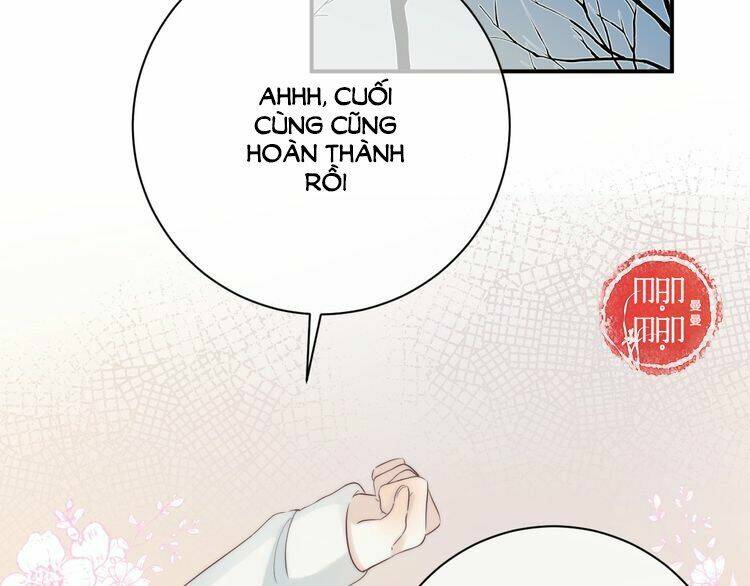 AHHH, CUỐI
CÙNG CŨNG
HOÀN THÀNH
RỒI
MẠN
MẠN
曼
曼